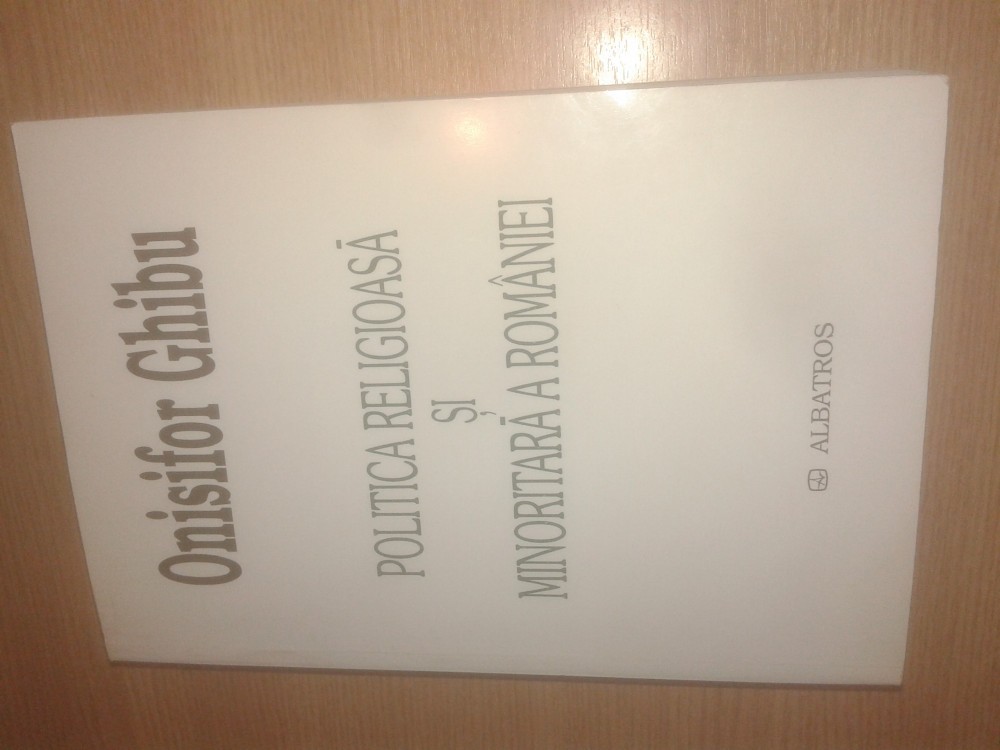 Onisifor Ghibu
POLITICA RELIGIOASĂ
ȘI
MINORITARĂ A ROMÂNIEI
ALBATROS